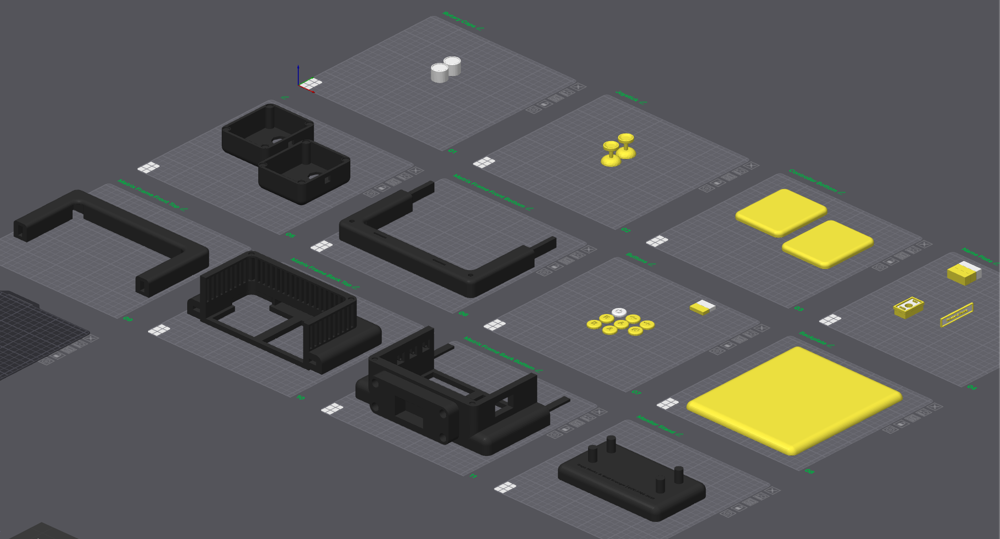 Rotary Caps
01
Joystick
02
Controller Bottom
03
Name Plate
04
05
Matrix Frame Front Bottom
06
Buttons
07
Backplate
08
Matrix Frame Front Top
09
Matrix Frame Back Top
10
Matrix Frame Back Bottom
11
Monitor Stand